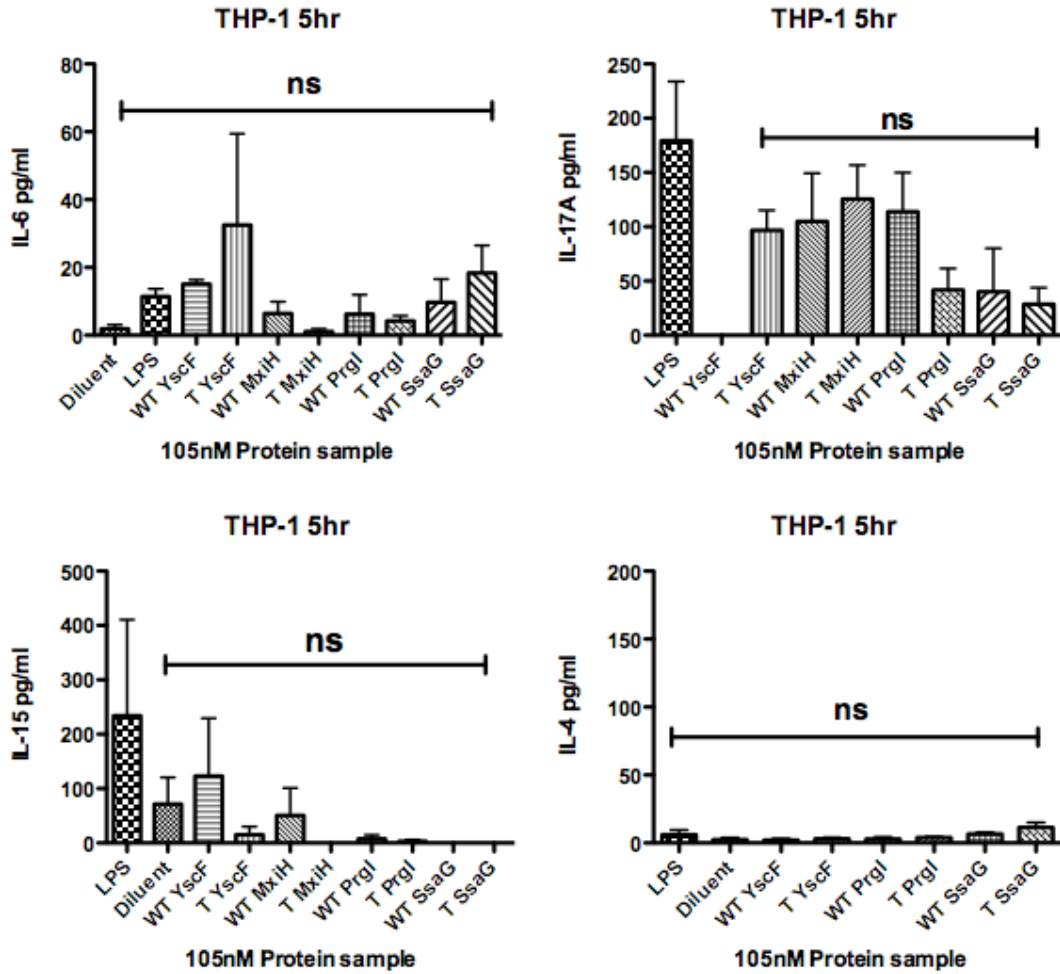 THP-1 5hr
IL-6 pg/ml
80
60
40
20
0
ns
Diluent
LPS
WT YscF
T YscF
WT MxiH
T MxiH
WT PrgI
T PrgI
WT SsaG
T SsaG
105nM Protein sample
THP-1 5hr
IL-17A pg/ml
250
200
150
100
50
0
ns
LPS
WT YscF
T YscF
WT MxiH
T MxiH
WT PrgI
T PrgI
WT SsaG
T SsaG
105nM Protein sample
THP-1 5hr
IL-15 pg/ml
500
400
300
200
100
0
ns
LPS
Diluent
WT YscF
T YscF
WT MxiH
T MxiH
WT PrgI
T PrgI
WT SsaG
T SsaG
105nM Protein sample
THP-1 5hr
IL-4 pg/ml
200
150
100
50
0
ns
LPS
Diluent
WT YscF
T YscF
WT PrgI
T PrgI
WT SsaG
T SsaG
105nM Protein sample